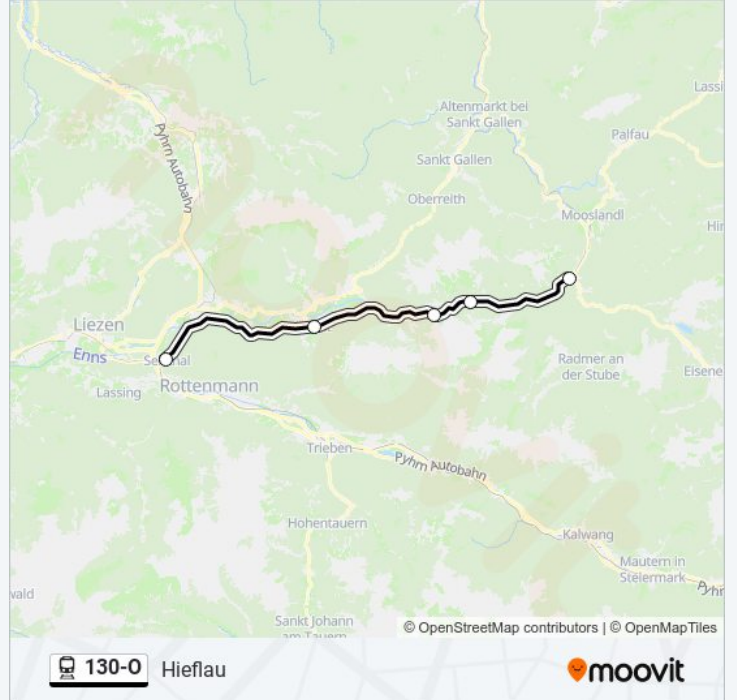 Lassi
Altenmarkt bei
Sankt Gallen
Palfau
Pyhrn Autobahn
Sankt Gallen
Oberreith
Mooslandl
Hir
Liezen
Enns
Rottenmann
Lassing
Radmer an
der Stube
Eisene
Trieben
Pyhrn Autobahn
Hohentauern
Kalwang
Mautern in
Steiermark
Pyhr
wald
Sankt Johann
am Tauern
© OpenStreetMap contributors | © OpenMapTiles
130-O Hieflau
moovit